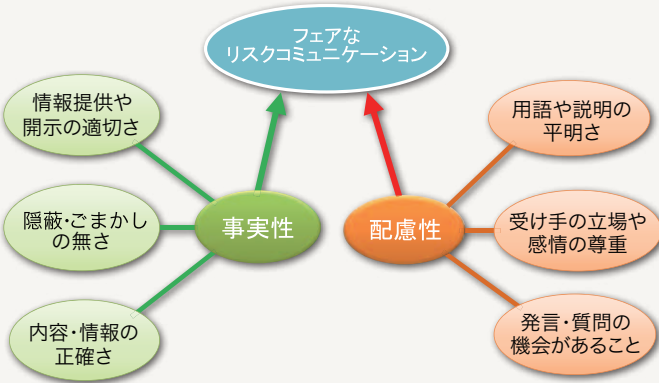 フェアな
リスクコミュニケーション
情報提供や
開示の適切さ
隠蔽・ごまかし
の無さ
内容・情報の
正確さ
事実性
配慮性
用語や説明の
平明さ
受け手の立場や
感情の尊重
発言・質問の
機会があること